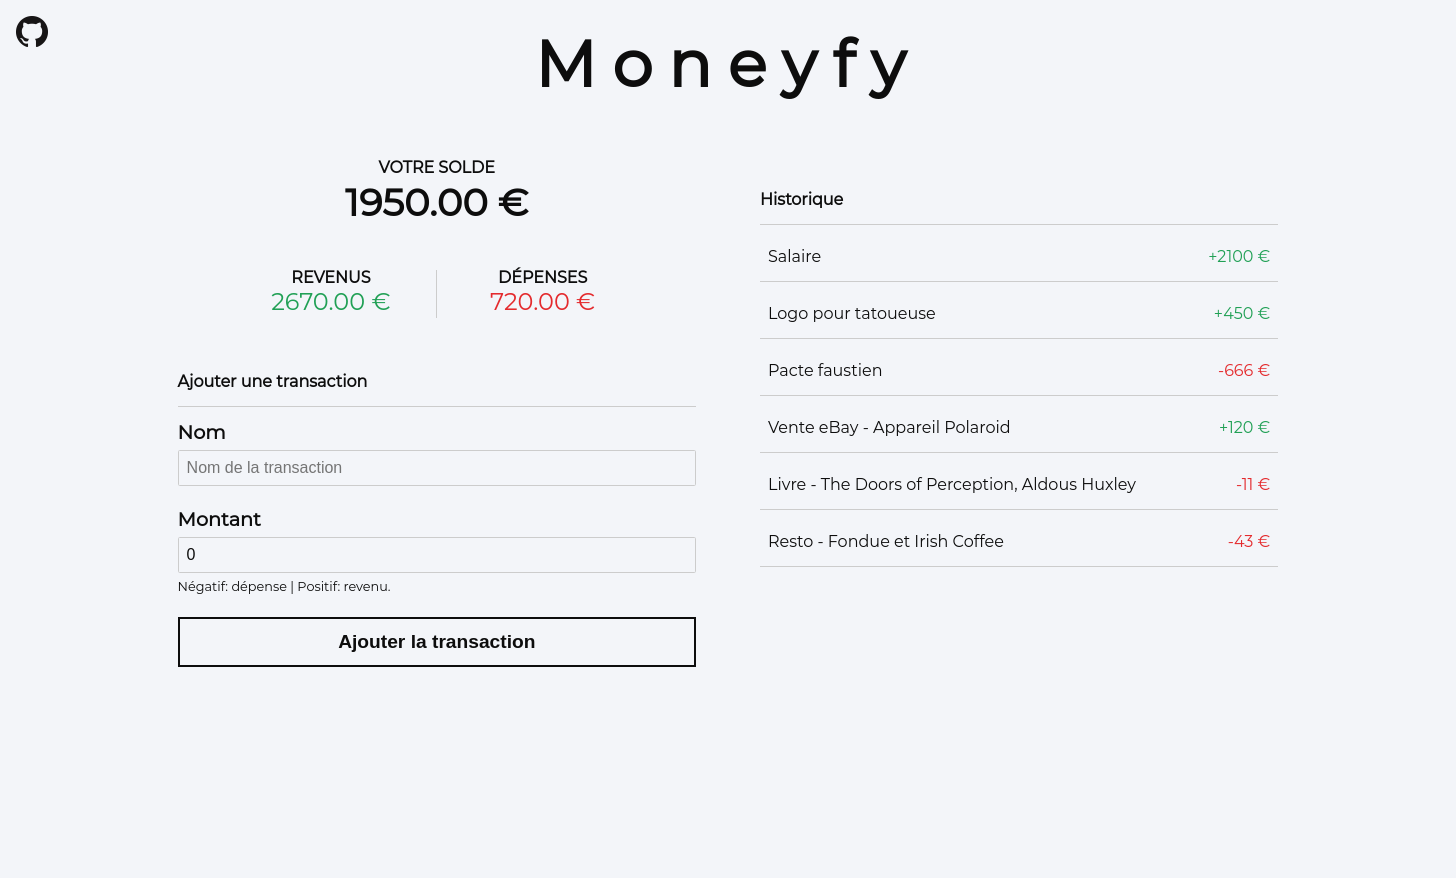 Moneyfy
VOTRE SOLDE
1950.00 €
REVENUS
2670.00 €
DÉPENSES
720.00 €
Ajouter une transaction
Nom
Nom de la transaction
Montant
0
Négatif: dépense | Positif: revenu.
Ajouter la transaction
Historique
Salaire +2100 €
Logo pour tatoueuse +450 €
Pacte faustien -666 €
Vente eBay - Appareil Polaroid +120 €
Livre - The Doors of Perception, Aldous Huxley -11 €
Resto - Fondue et Irish Coffee -43 €